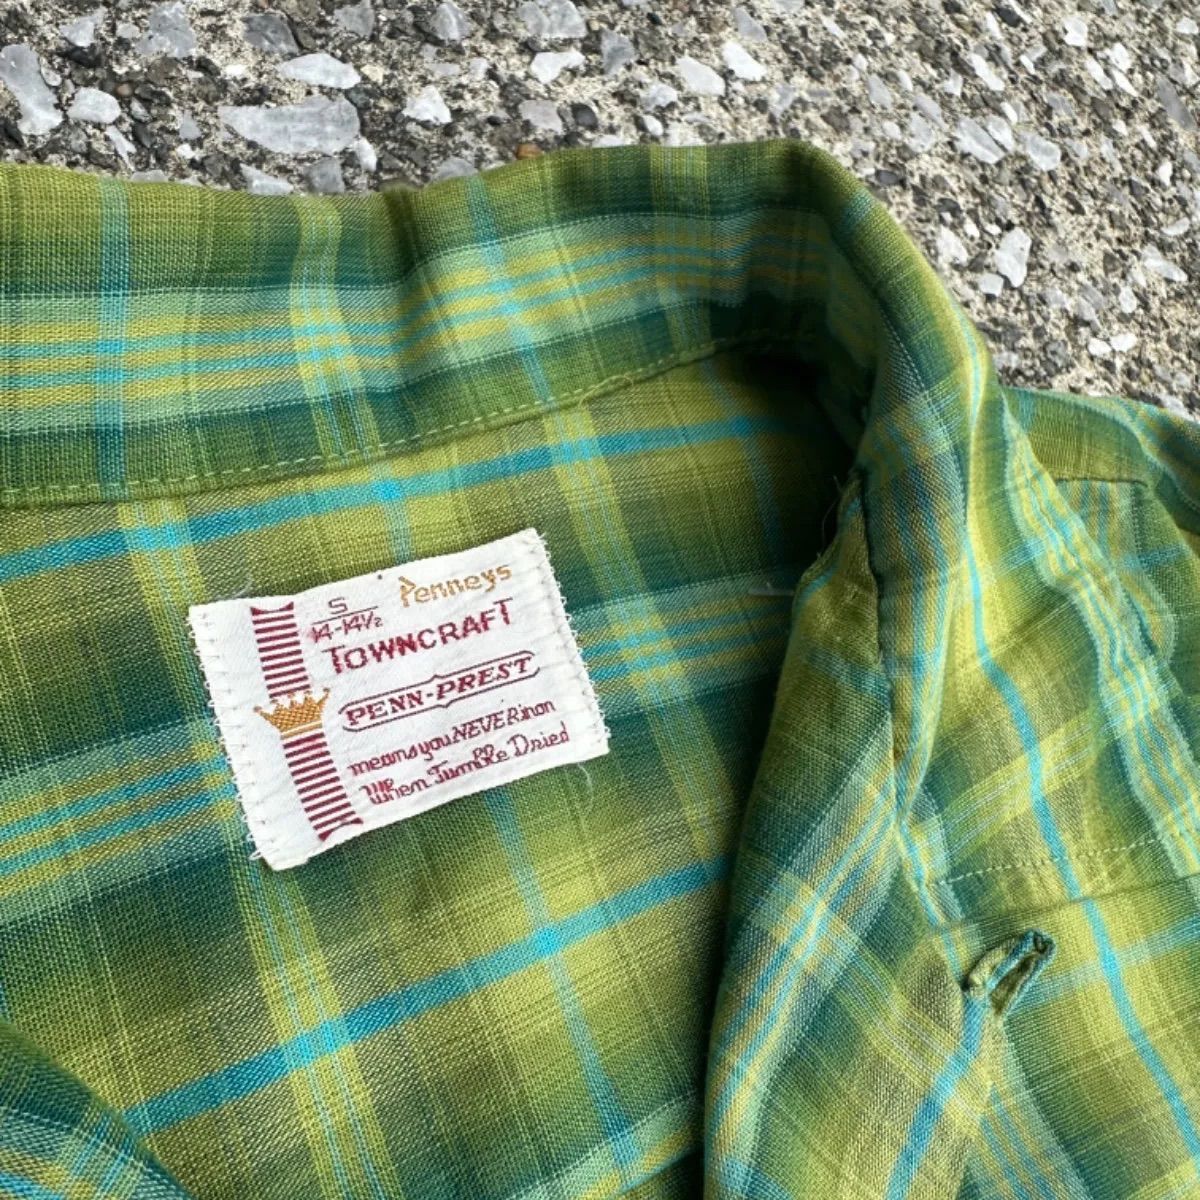 Penneys
S
14-14½
TOWNCRAFT
PENN-PREST
means you NEVER iron
When Tumble Dried